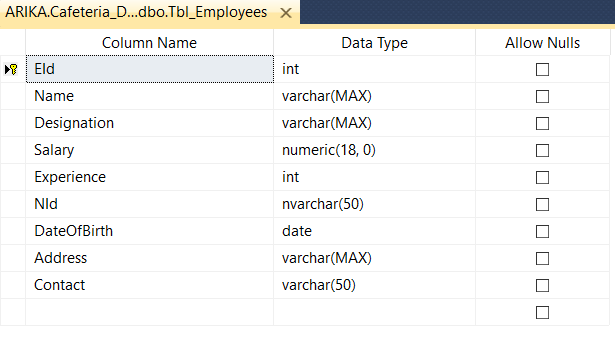 ARIKA.Cafeteria_D...dbo.Tbl_Employees ✕
Column Name Data Type Allow Nulls
EId int
Name varchar(MAX)
Designation varchar(MAX)
Salary numeric(18, 0)
Experience int
NId nvarchar(50)
DateOfBirth date
Address varchar(MAX)
Contact varchar(50)